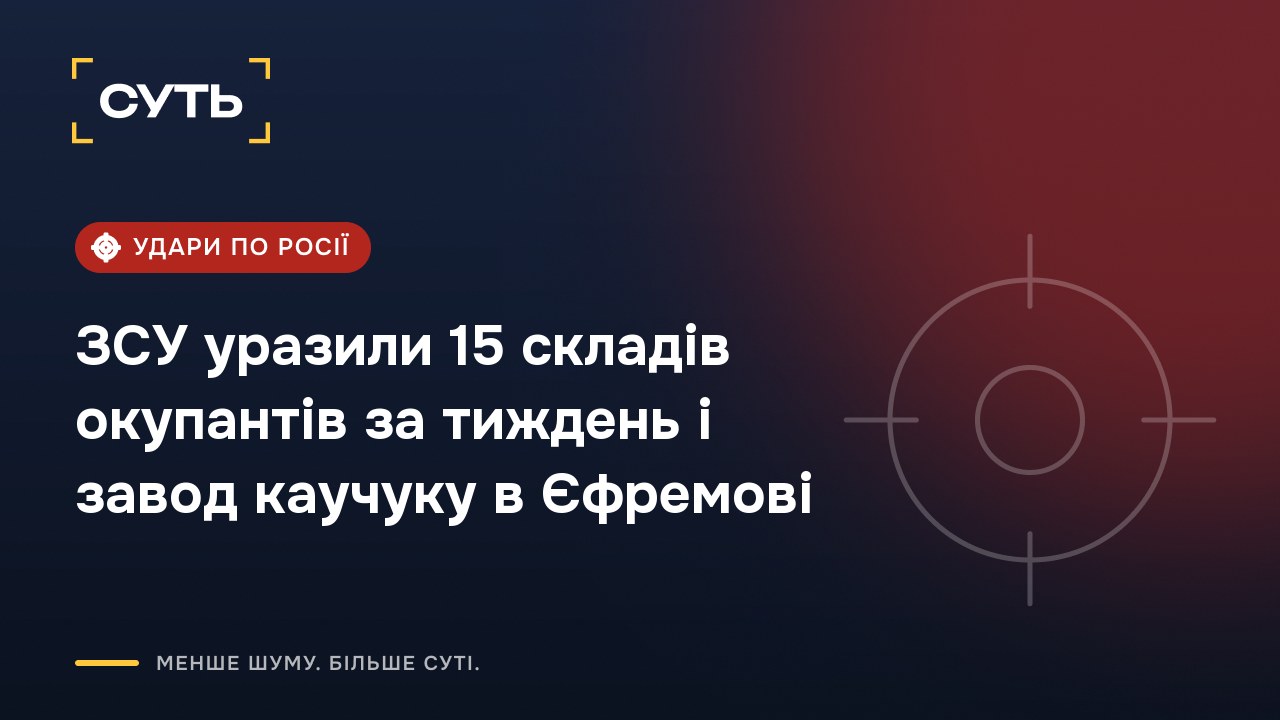 СУТЬ
УДАРИ ПО РОСІЇ
ЗСУ уразили 15 складів
окупантів за тиждень і
завод каучуку в Єфремові
МЕНШЕ ШУМУ. БІЛЬШЕ СУТІ.